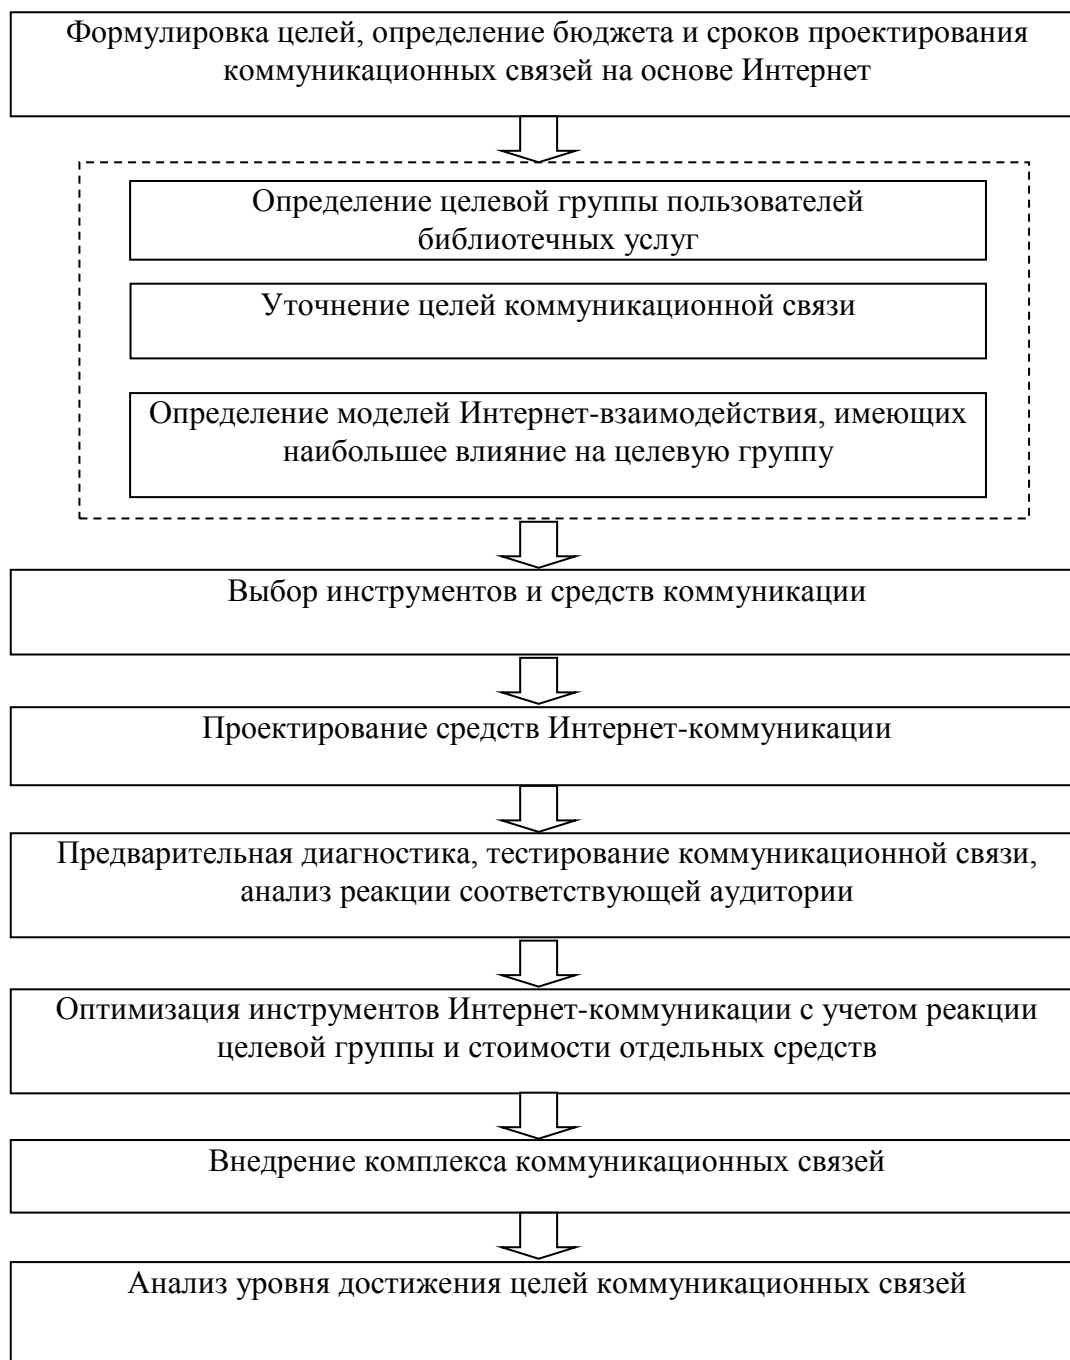 Формулировка целей, определение бюджета и сроков проектирования
коммуникационных связей на основе Интернет
Определение целевой группы пользователей
библиотечных услуг
Уточнение целей коммуникационной связи
Определение моделей Интернет-взаимодействия, имеющих
наибольшее влияние на целевую группу
Выбор инструментов и средств коммуникации
Проектирование средств Интернет-коммуникации
Предварительная диагностика, тестирование коммуникационной связи,
анализ реакции соответствующей аудитории
Оптимизация инструментов Интернет-коммуникации с учетом реакции
целевой группы и стоимости отдельных средств
Внедрение комплекса коммуникационных связей
Анализ уровня достижения целей коммуникационных связей